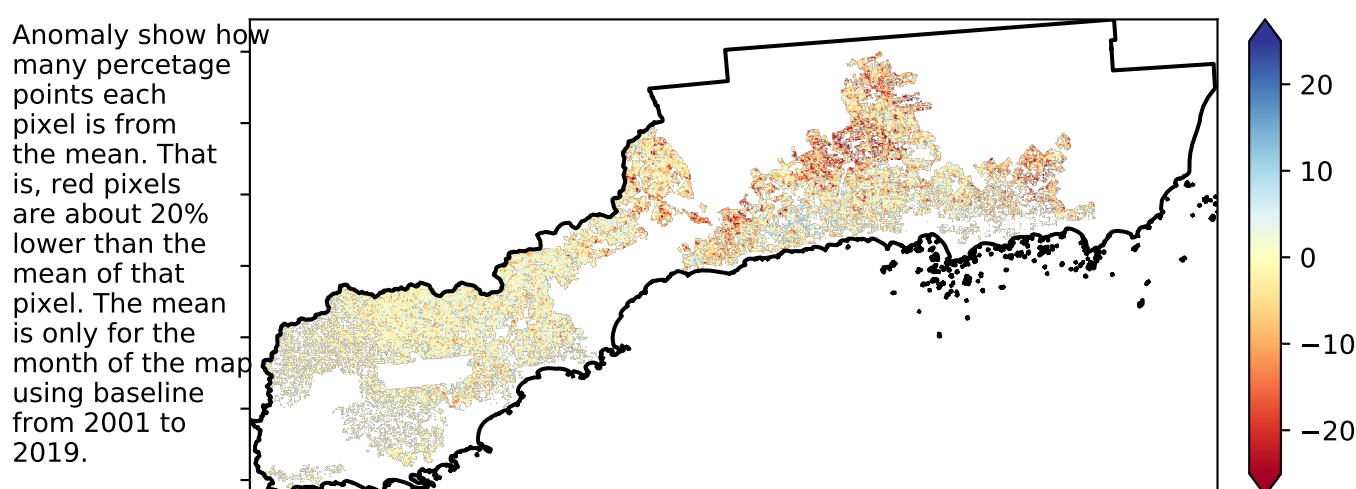 Anomaly show how
many percetage
points each
pixel is from
the mean. That
is, red pixels
are about 20%
lower than the
mean of that
pixel. The mean
is only for the
month of the map
using baseline
from 2001 to
2019.
20
10
0
−10
−20